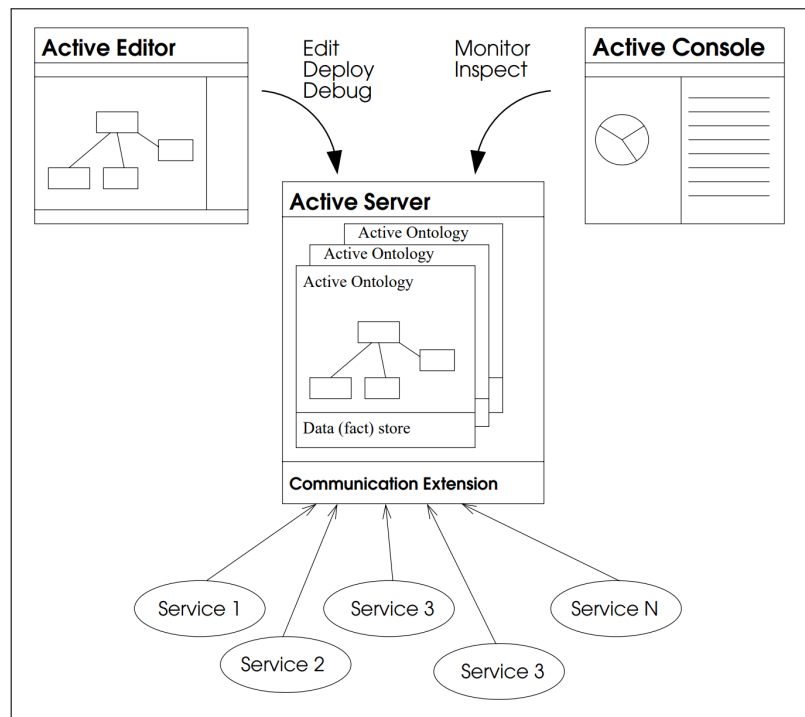 Active Editor
Edit
Deploy
Debug
Monitor
Inspect
Active Console
Active Server
Active Ontology
Active Ontology
Active Ontology
Data (fact) store
Communication Extension
Service 1
Service 3
Service N
Service 2
Service 3